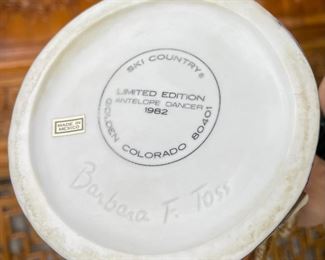 SKI COUNTRY®
LIMITED EDITION
ANTELOPE DANCER
1982
GOLDEN COLORADO 80401
MADE IN
MEXICO
Barbara F. Toss